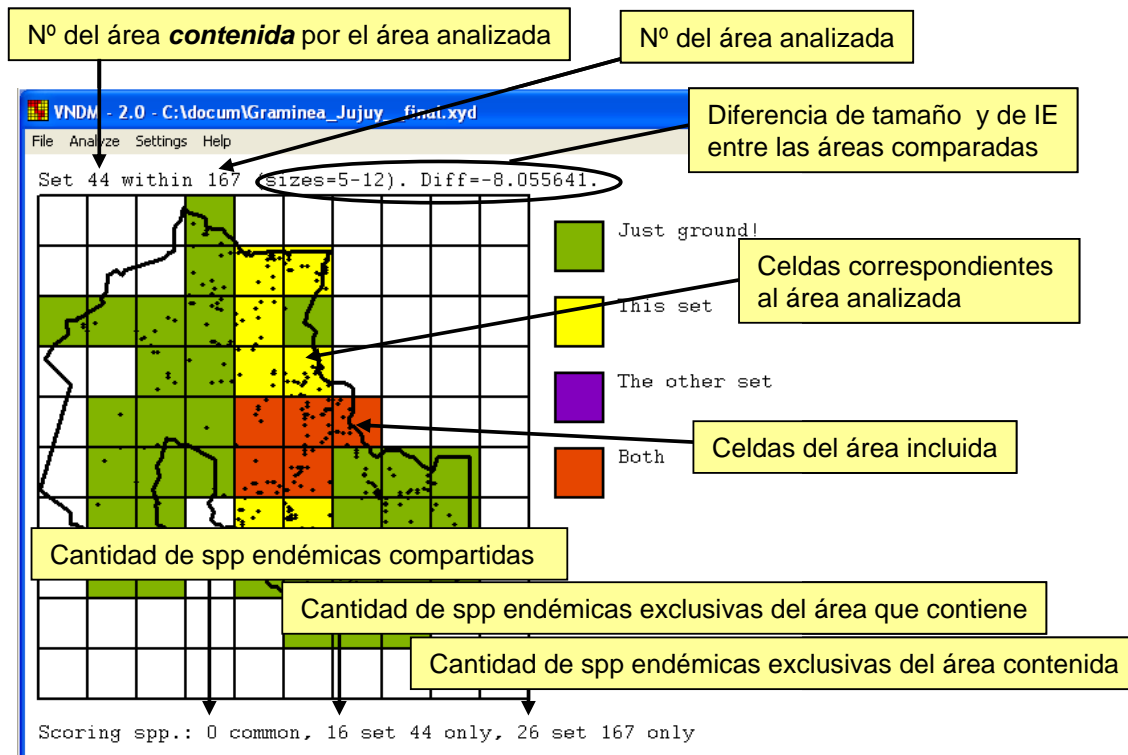 Nº del área contenida por el área analizada
Nº del área analizada
VNDM - 2.0 - C:\docum\Graminea_Jujuy_ _final.xyd
Diferencia de tamaño y de IE
entre las áreas comparadas
File Analyze Settings Help
Set 44 within 167 (sizes=5-12). Diff=-8.055641.
Just ground!
Celdas correspondientes
al área analizada
This set
The other set
Celdas del área incluida
Both
Cantidad de spp endémicas compartidas
Cantidad de spp endémicas exclusivas del área que contiene
Cantidad de spp endémicas exclusivas del área contenida
Scoring spp.: 0 common, 16 set 44 only, 26 set 167 only